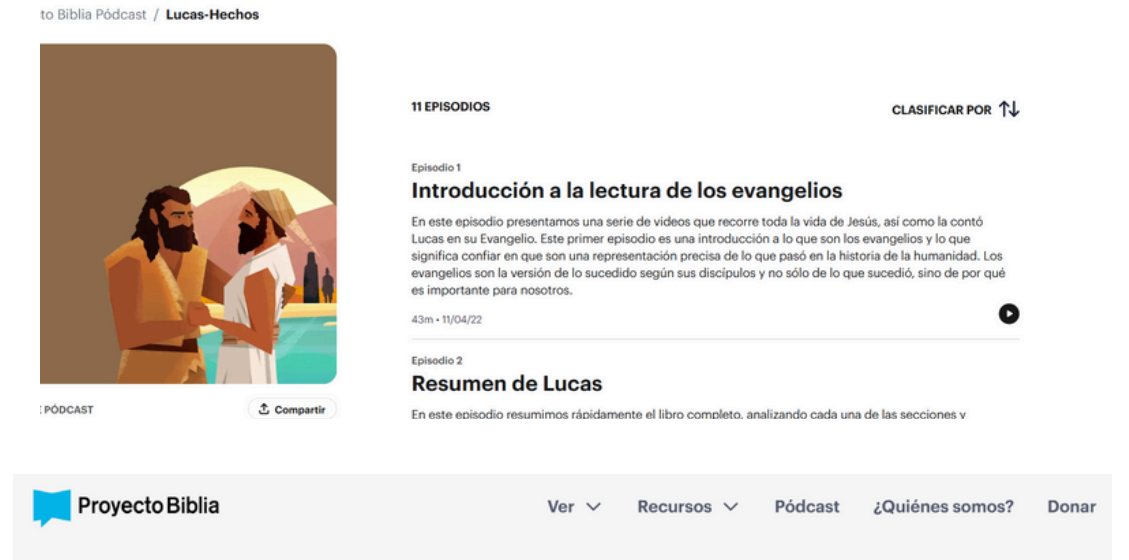 to Biblia Pódcast / Lucas-Hechos
11 EPISODIOS
CLASIFICAR POR
Episodio 1
Introducción a la lectura de los evangelios
En este episodio presentamos una serie de videos que recorre toda la vida de Jesús, así como la contó
Lucas en su Evangelio. Este primer episodio es una introducción a lo que son los evangelios y lo que
significa confiar en que son una representación precisa de lo que pasó en la historia de la humanidad. Los
evangelios son la versión de lo sucedido según sus discípulos y no sólo de lo que sucedió, sino de por qué
es importante para nosotros.
43m • 11/04/22
Episodio 2
Resumen de Lucas
En este episodio resumimos rápidamente el libro completo, analizando cada una de las secciones y
PÓDCAST
Compartir
Proyecto Biblia
Ver
Recursos
Pódcast
¿Quiénes somos?
Donar